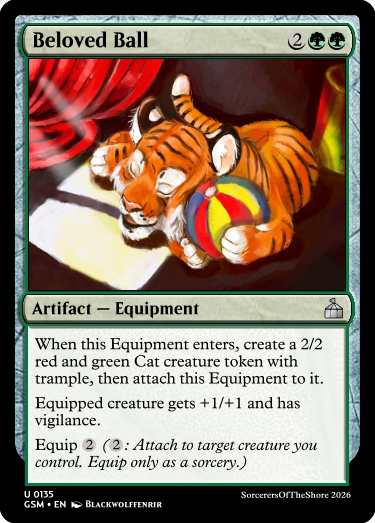 Beloved Ball 2
Artifact — Equipment
When this Equipment enters, create a 2/2
red and green Cat creature token with
trample, then attach this Equipment to it.
Equipped creature gets +1/+1 and has
vigilance.
Equip 2 (2: Attach to target creature you
control. Equip only as a sorcery.)
U 0135
GSM • EN Blackwolffenrir
SorcerersOfTheShore 2026